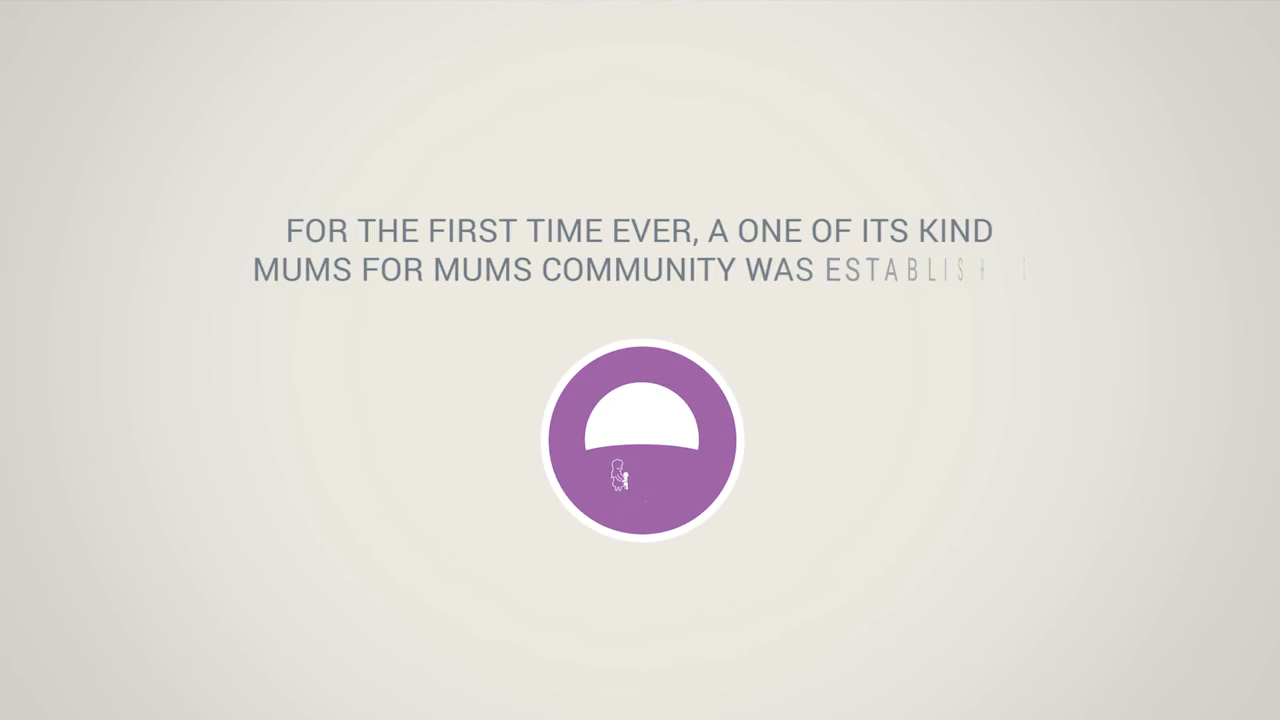 FOR THE FIRST TIME EVER, A ONE OF ITS KIND
MUMS FOR MUMS COMMUNITY WAS